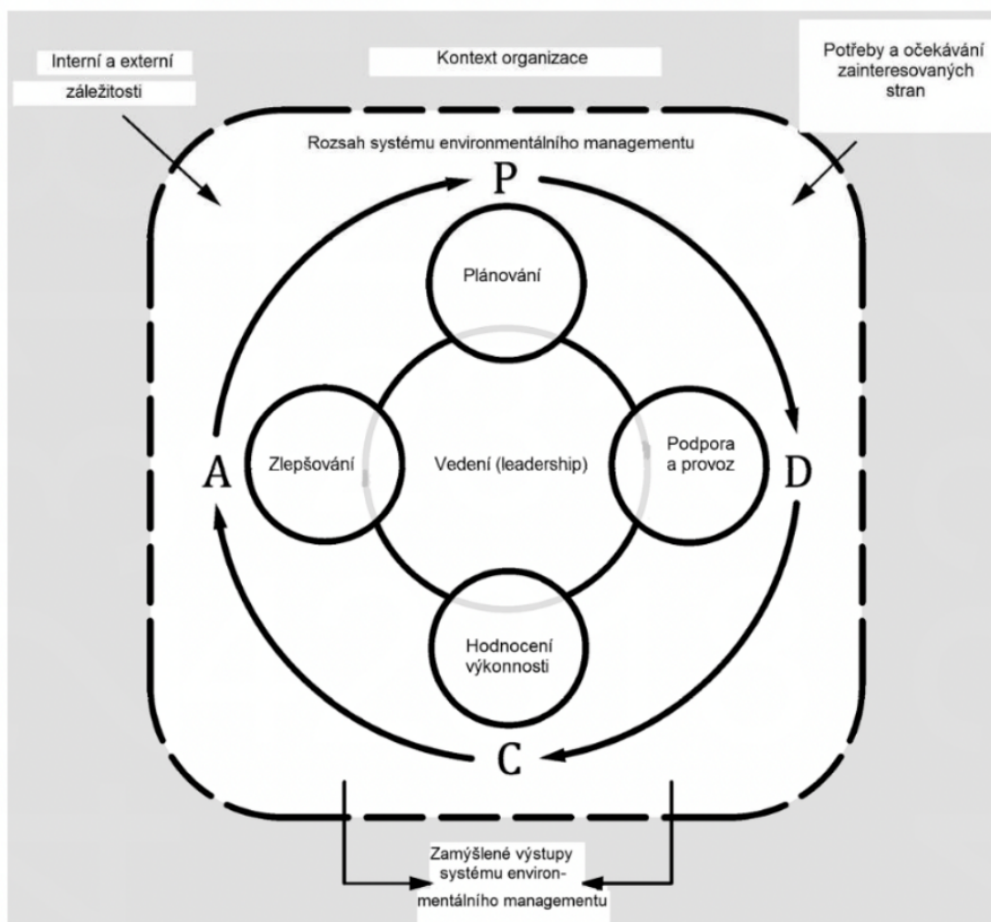 Interní a externí
záležitosti
Kontext organizace
Potřeby a očekávání
zainteresovaných
stran
Rozsah systému environmentálního managementu
P
Plánování
A
Zlepšování
Vedení (leadership)
Podpora
a provoz
D
Hodnocení
výkonnosti
C
Zamýšlené výstupy
systému environ-
mentálního managementu